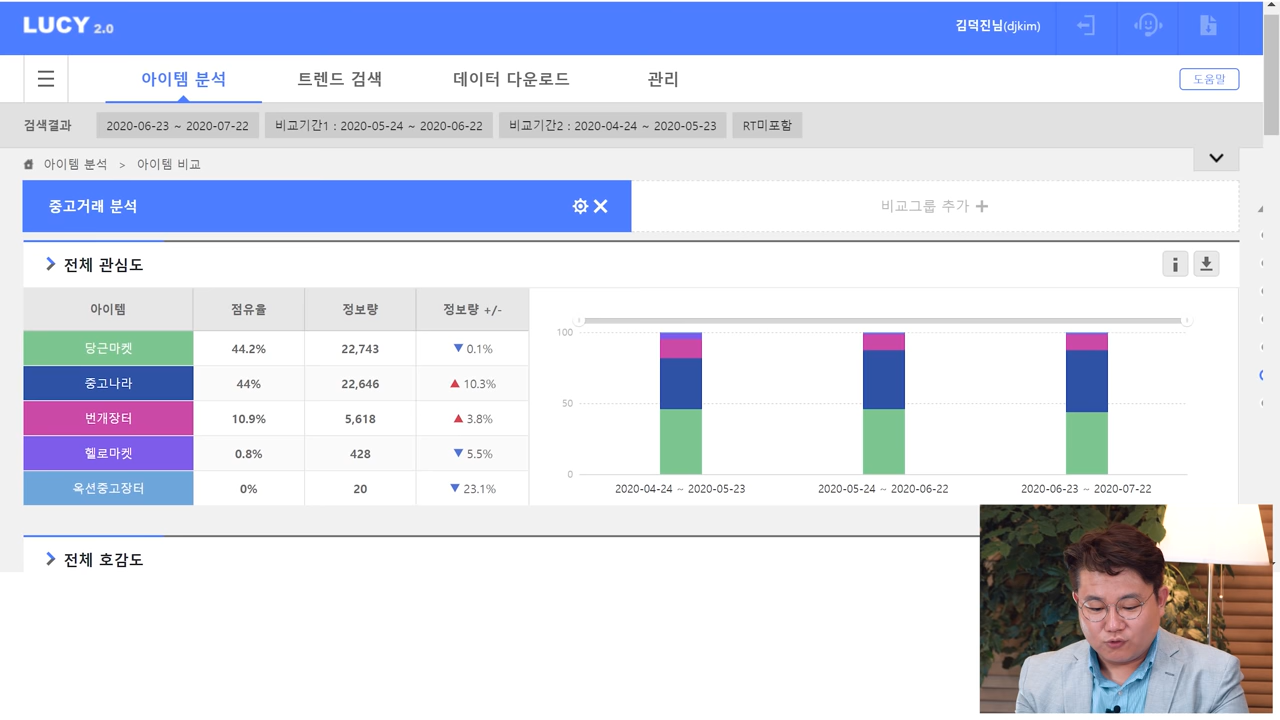 LUCY 2.0
김덕진님(djkim)
아이템 분석 트렌드 검색 데이터 다운로드 관리 도움말
검색결과 2020-06-23 ~ 2020-07-22 비교기간1 : 2020-05-24 ~ 2020-06-22 비교기간2 : 2020-04-24 ~ 2020-05-23 RT미포함
아이템 분석 > 아이템 비교
중고거래 분석 비교그룹 추가
전체 관심도
아이템 점유율 정보량 정보량 +/-
당근마켓 44.2% 22,743 ▼ 0.1%
중고나라 44% 22,646 ▲ 10.3%
번개장터 10.9% 5,618 ▲ 3.8%
헬로마켓 0.8% 428 ▼ 5.5%
옥션중고장터 0% 20 ▼ 23.1%
100
50
0
2020-04-24 ~ 2020-05-23 2020-05-24 ~ 2020-06-22 2020-06-23 ~ 2020-07-22
전체 호감도